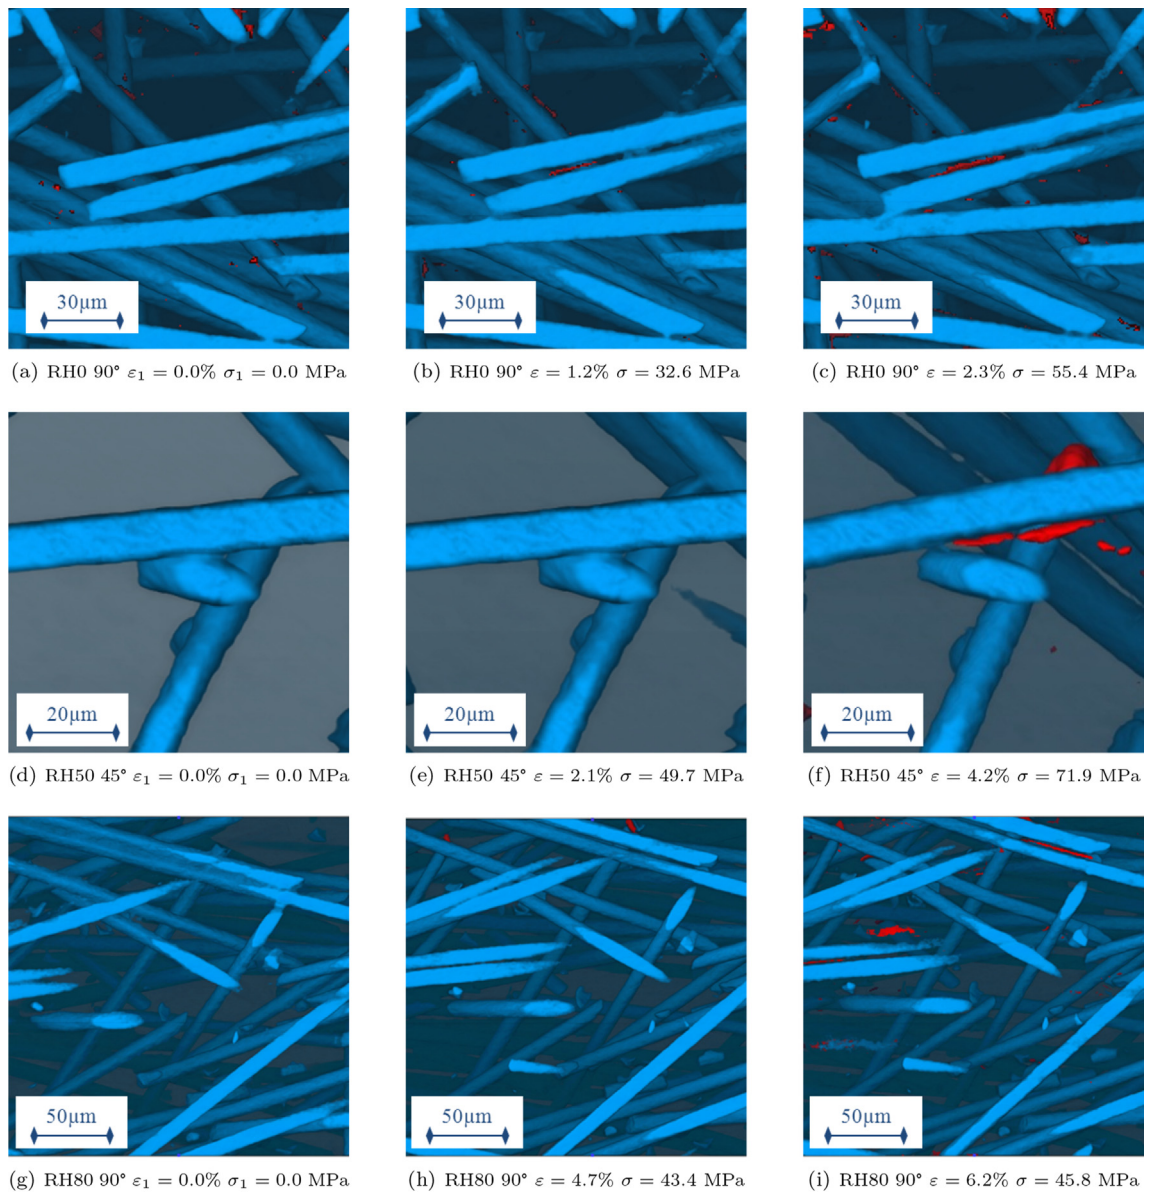 30µm
30µm
30µm
(a) RH0 90° ε₁ = 0.0% σ₁ = 0.0 MPa
(b) RH0 90° ε = 1.2% σ = 32.6 MPa
(c) RH0 90° ε = 2.3% σ = 55.4 MPa
20µm
20µm
20µm
(d) RH50 45° ε₁ = 0.0% σ₁ = 0.0 MPa
(e) RH50 45° ε = 2.1% σ = 49.7 MPa
(f) RH50 45° ε = 4.2% σ = 71.9 MPa
50µm
50µm
50µm
(g) RH80 90° ε₁ = 0.0% σ₁ = 0.0 MPa
(h) RH80 90° ε = 4.7% σ = 43.4 MPa
(i) RH80 90° ε = 6.2% σ = 45.8 MPa